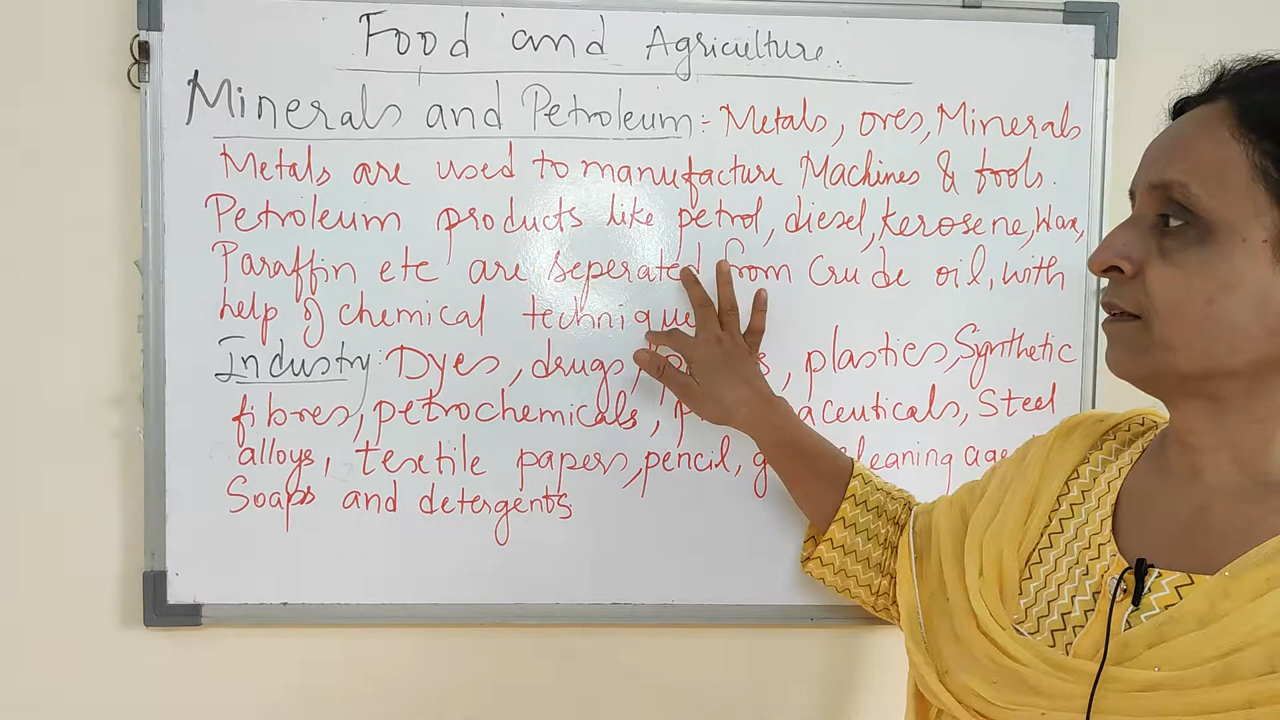 Food and Agriculture.
Minerals and Petroleum:- Metals, ores, Minerals
Metals are used to manufacture Machines & tools.
Petroleum products like petrol, diesel, kerosene, Wax,
Paraffin etc are seperated from Crude oil, with
help of chemical technique
Industry: Dyes, drugs, plastics, Synthetic
fibres, petrochemicals, Steel
alloys, textile papers, pencil, cleaning
Soaps and detergents